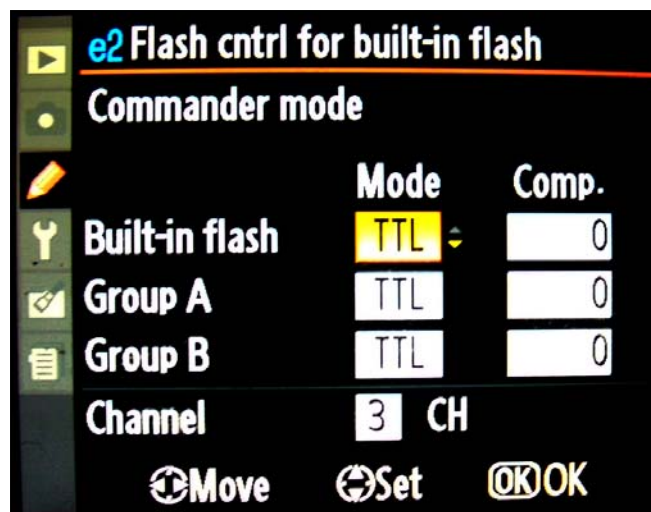 e2 Flash cntrl for built-in flash
Commander mode
Mode Comp.
Built-in flash TTL 0
Group A TTL 0
Group B TTL 0
Channel 3 CH
Move Set OK OK